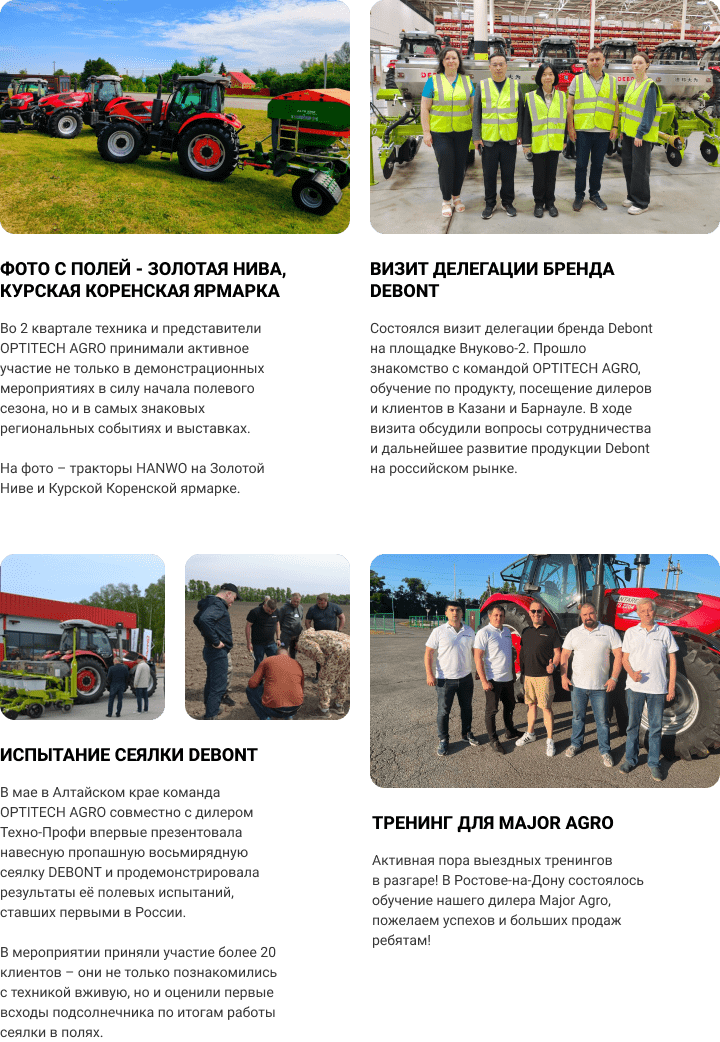 ФОТО С ПОЛЕЙ - ЗОЛОТАЯ НИВА,
КУРСКАЯ КОРЕНСКАЯ ЯРМАРКА
Во 2 квартале техника и представители
OPTITECH AGRO принимали активное
участие не только в демонстрационных
мероприятиях в силу начала полевого
сезона, но и в самых знаковых
региональных событиях и выставках.
На фото – тракторы HANWO на Золотой
Ниве и Курской Коренской ярмарке.
ВИЗИТ ДЕЛЕГАЦИИ БРЕНДА
DEBONT
Состоялся визит делегации бренда Debont
на площадке Внуково-2. Прошло
знакомство с командой OPTITECH AGRO,
обучение по продукту, посещение дилеров
и клиентов в Казани и Барнауле. В ходе
визита обсудили вопросы сотрудничества
и дальнейшее развитие продукции Debont
на российском рынке.
ИСПЫТАНИЕ СЕЯЛКИ DEBONT
В мае в Алтайском крае команда
OPTITECH AGRO совместно с дилером
Техно-Профи впервые презентовала
навесную пропашную восьмирядную
сеялку DEBONT и продемонстрировала
результаты её полевых испытаний,
ставших первыми в России.
В мероприятии приняли участие более 20
клиентов – они не только познакомились
с техникой вживую, но и оценили первые
всходы подсолнечника по итогам работы
сеялки в полях.
ТРЕНИНГ ДЛЯ MAJOR AGRO
Активная пора выездных тренингов
в разгаре! В Ростове-на-Дону состоялось
обучение нашего дилера Major Agro,
пожелаем успехов и больших продаж
ребятам!